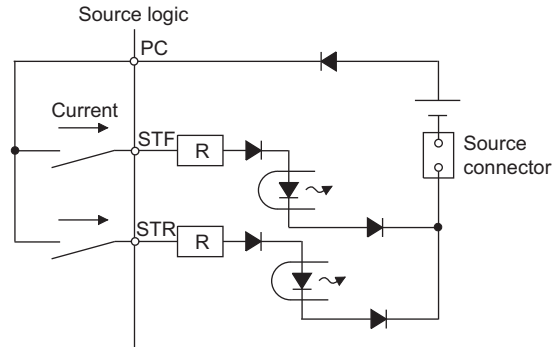 Source logic
PC
Current
STF
R
Source
connector
STR
R